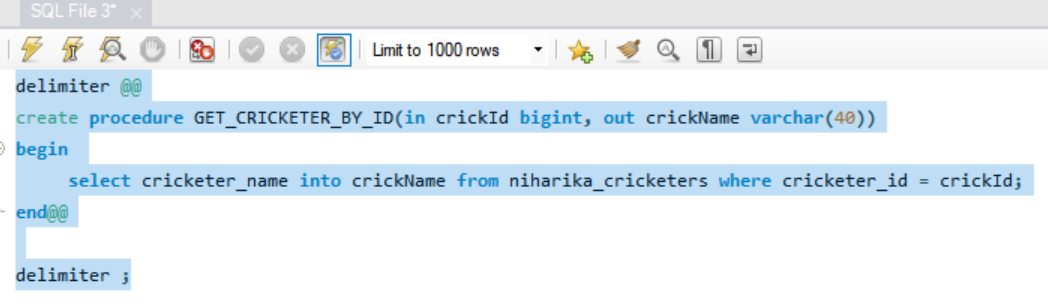 SQL File 3*
Limit to 1000 rows
delimiter @@
create procedure GET_CRICKETER_BY_ID(in crickId bigint, out crickName varchar(40))
begin
select cricketer_name into crickName from niharika_cricketers where cricketer_id = crickId;
end@@
delimiter ;